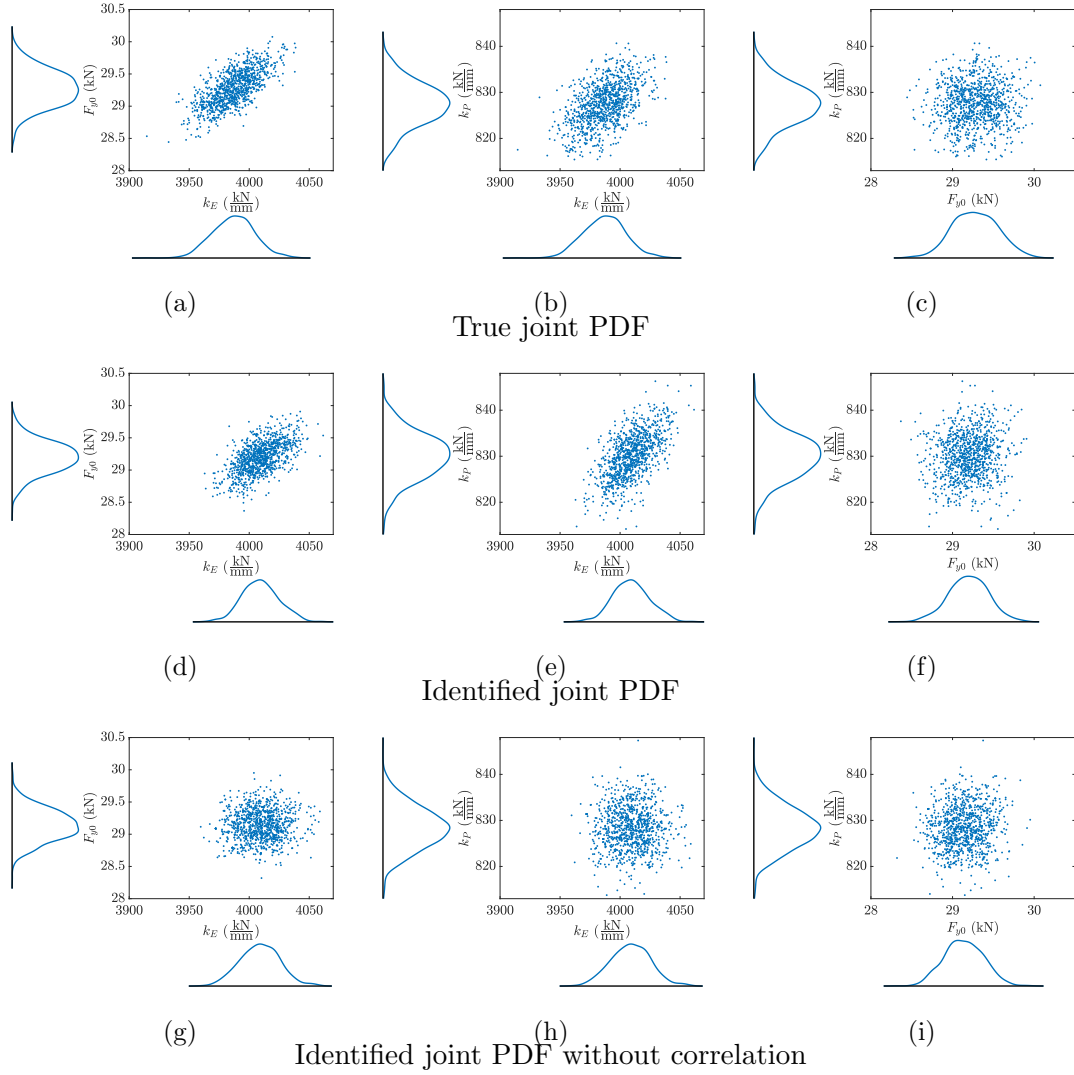 30.5
30
29.5
29
28.5
28
F_{y0} (kN)
3900 3950 4000 4050
k_E (kN/mm)
840
830
820
k_P (kN/mm)
3950 4000 4050
k_E (kN/mm)
840
830
820
k_P (kN/mm)
28 29 30
F_{y0} (kN)
(a) (b) (c)
True joint PDF
30.5
30
29.5
29
28.5
28
F_{y0} (kN)
3900 3950 4000 4050
k_E (kN/mm)
840
830
820
k_P (kN/mm)
3900 3950 4000 4050
k_E (kN/mm)
840
830
820
k_P (kN/mm)
28 29 30
F_{y0} (kN)
(d) (e) (f)
Identified joint PDF
30.5
30
29.5
29
28.5
28
F_{y0} (kN)
3900 3950 4000 4050
k_E (kN/mm)
840
830
820
k_P (kN/mm)
3900 3950 4000 4050
k_E (kN/mm)
840
830
820
k_P (kN/mm)
28 29 30
F_{y0} (kN)
(g) (h) (i)
Identified joint PDF without correlation